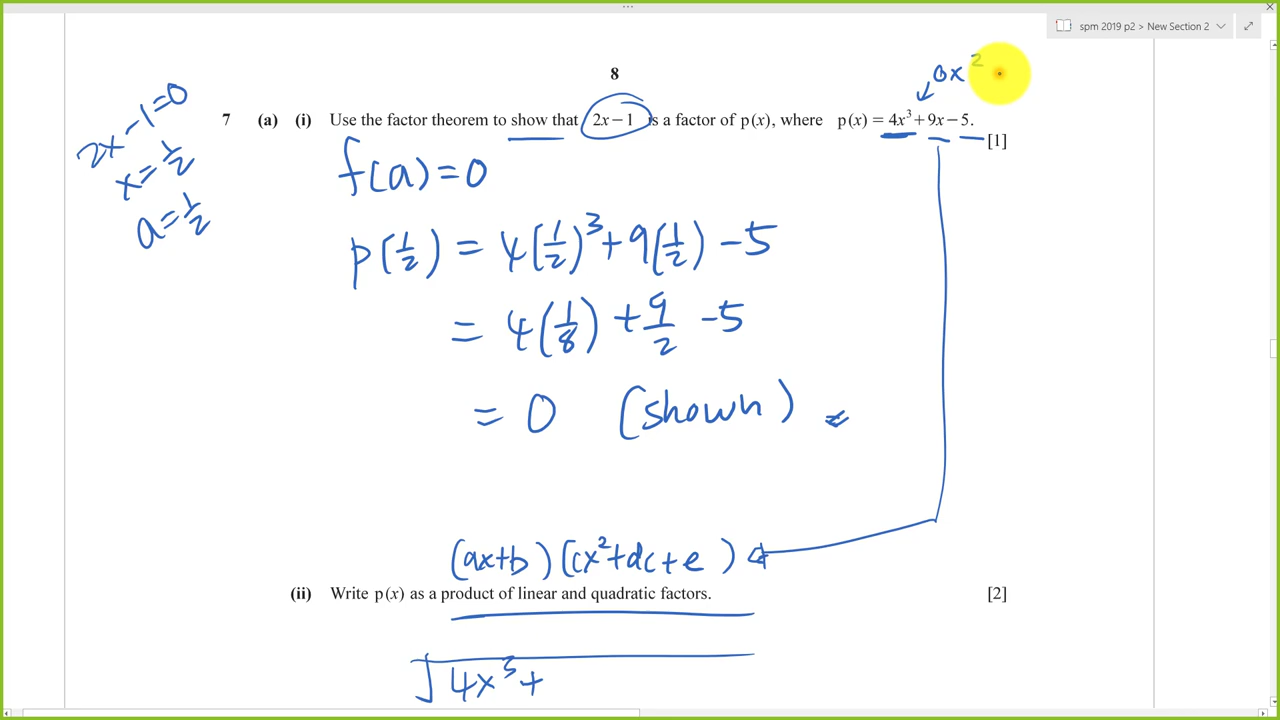 spm 2019 p2 > New Section 2
8
0x²
7 (a) (i) Use the factor theorem to show that 2x−1 is a factor of p(x), where p(x) = 4x³+9x−5.
[1]
2x−1=0
x=1/2
a=1/2
f(a)=0
p(1/2) = 4(1/2)³+9(1/2)−5
= 4(1/8)+9/2−5
= 0 (shown)
(ax+b)(cx²+dc+e)
(ii) Write p(x) as a product of linear and quadratic factors. [2]
4x³+